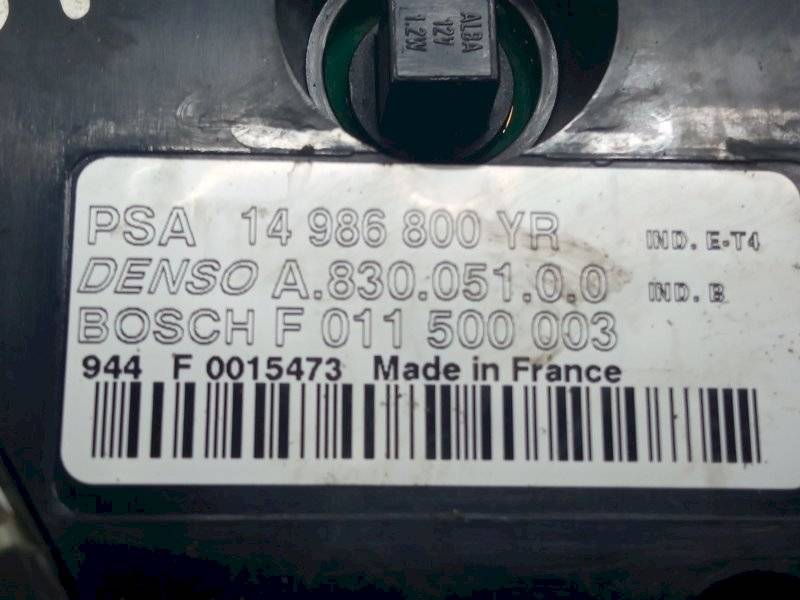 ALBA
12V
1.2W
PSA 14 986 800 YR IND. E-T4
DENSO A.830.051.0.0 IND. B
BOSCH F 011 500 003
944 F 0015473 Made in France